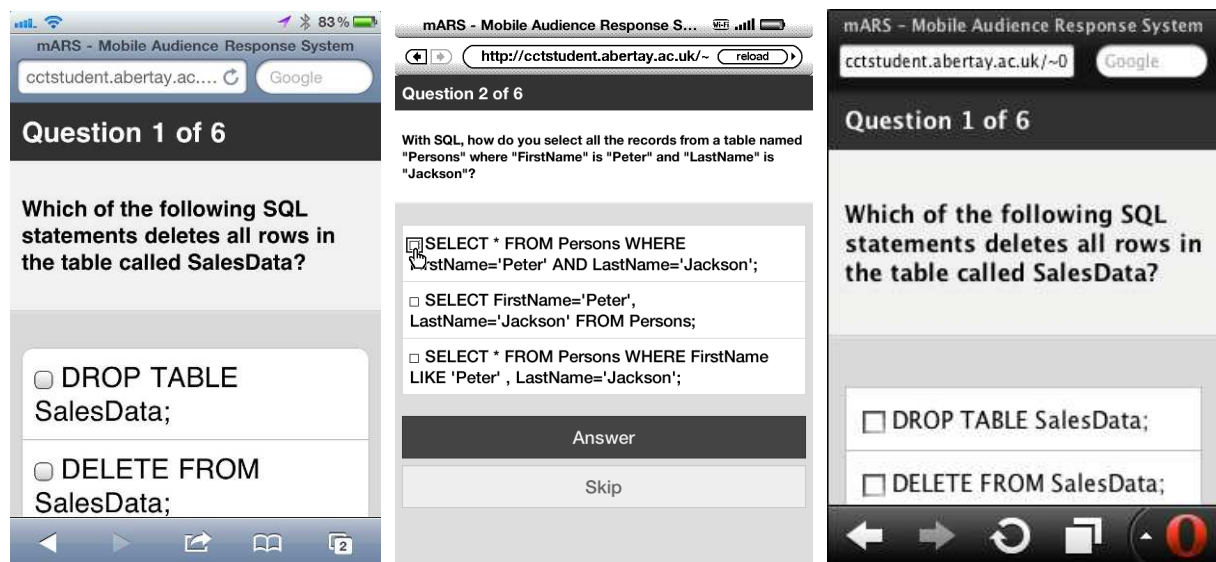 83%
mARS - Mobile Audience Response System
cctstudent.abertay.ac....
Google
Question 1 of 6
Which of the following SQL
statements deletes all rows in
the table called SalesData?
DROP TABLE
SalesData;
DELETE FROM
SalesData;
2
mARS - Mobile Audience Response S...
Wi-Fi
http://cctstudent.abertay.ac.uk/~
reload
Question 2 of 6
With SQL, how do you select all the records from a table named
"Persons" where "FirstName" is "Peter" and "LastName" is
"Jackson"?
SELECT * FROM Persons WHERE
rstName='Peter' AND LastName='Jackson';
SELECT FirstName='Peter',
LastName='Jackson' FROM Persons;
SELECT * FROM Persons WHERE FirstName
LIKE 'Peter' , LastName='Jackson';
Answer
Skip
mARS - Mobile Audience Response System
cctstudent.abertay.ac.uk/~0
Google
Question 1 of 6
Which of the following SQL
statements deletes all rows in
the table called SalesData?
DROP TABLE SalesData;
DELETE FROM SalesData;